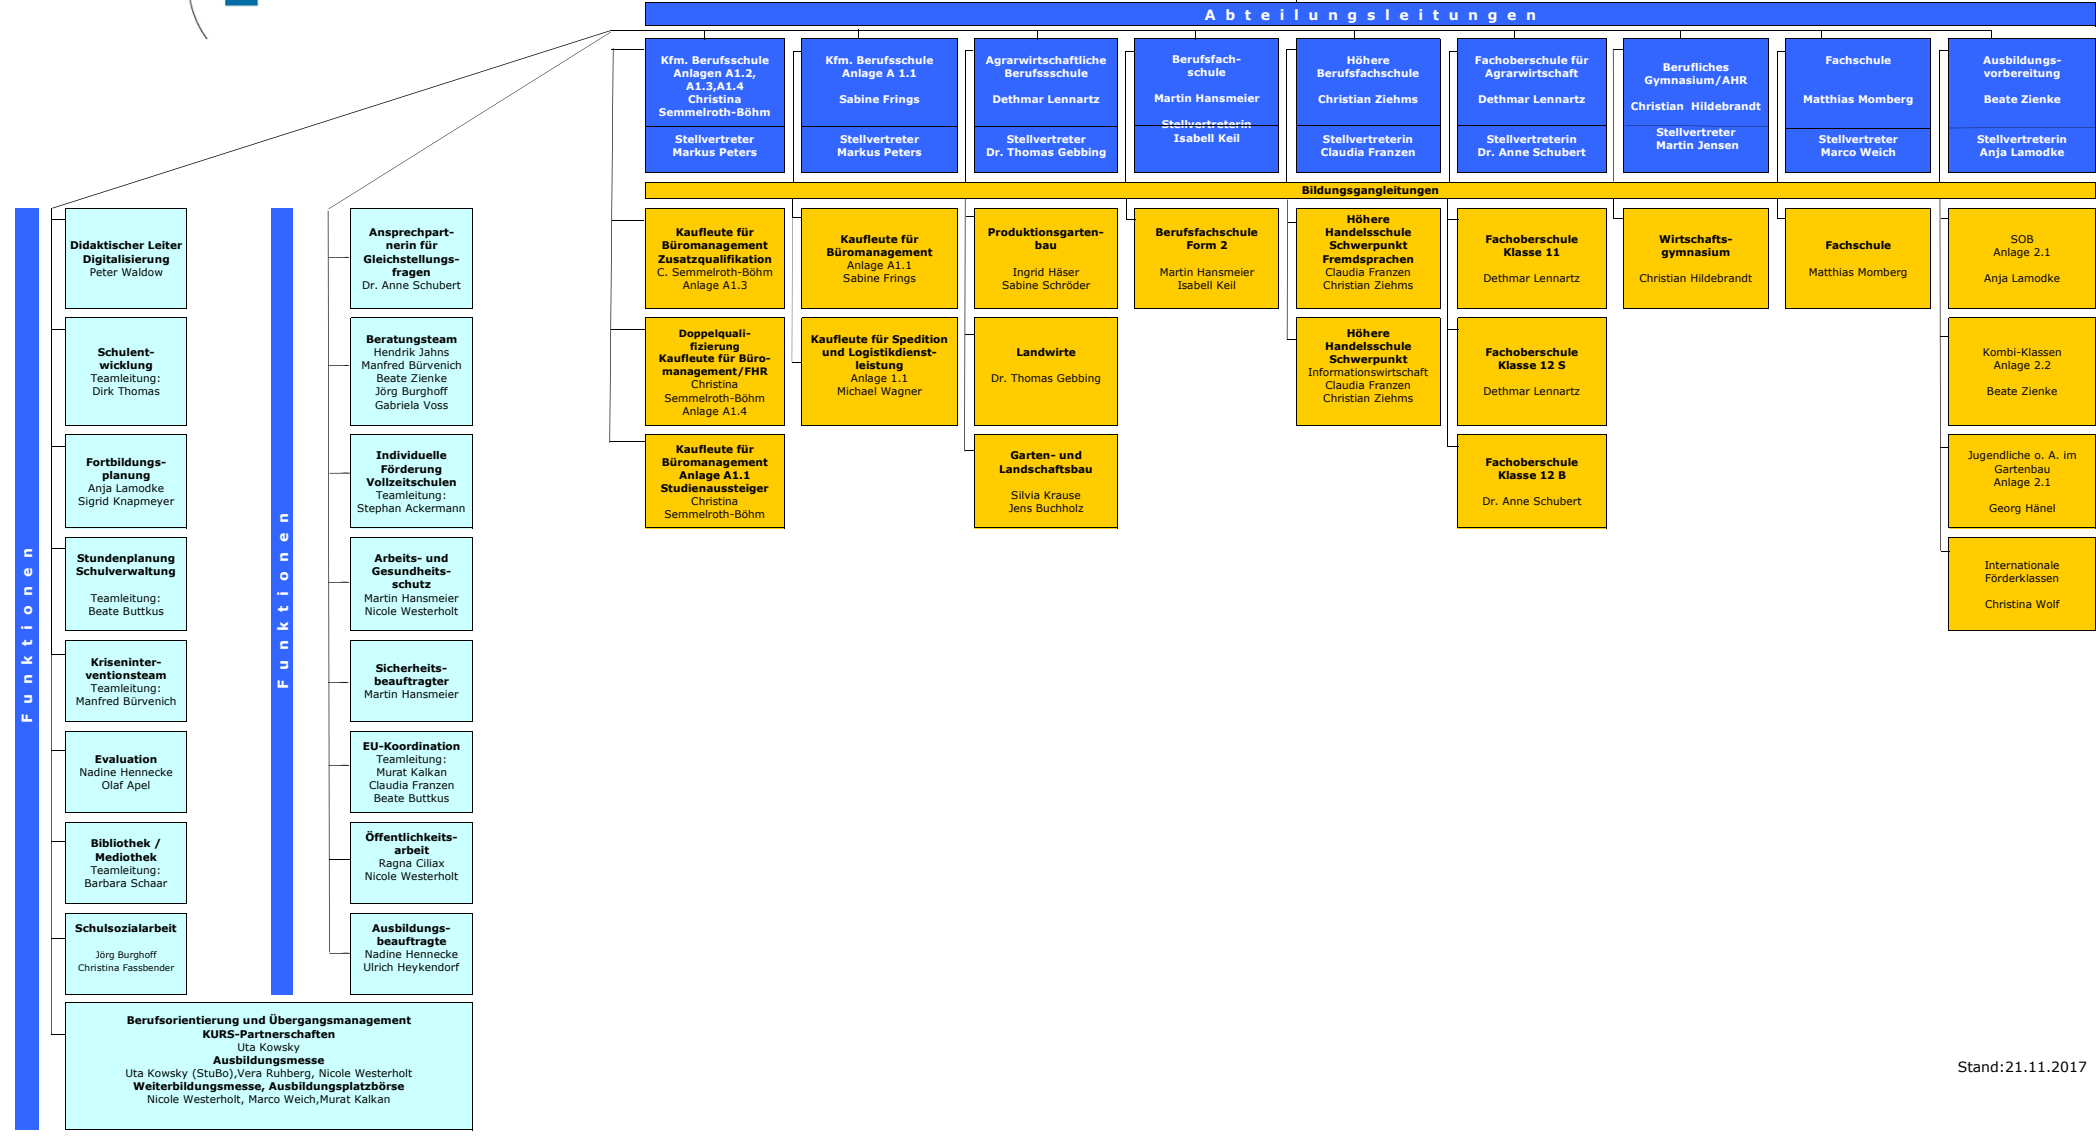 Abteilungsleitungen
Kfm. Berufsschule
Anlagen A1.2,
A1.3,A1.4
Christina
Semmelroth-Böhm
Stellvertreter
Markus Peters
Kfm. Berufsschule
Anlage A 1.1
Sabine Frings
Stellvertreter
Markus Peters
Agrarwirtschaftliche
Berufssschule
Dethmar Lennartz
Stellvertreter
Dr. Thomas Gebbing
Berufsfach-
schule
Martin Hansmeier
Stellvertreterin
Isabell Keil
Höhere
Berufsfachschule
Christian Ziehms
Stellvertreterin
Claudia Franzen
Fachoberschule für
Agrarwirtschaft
Dethmar Lennartz
Stellvertreterin
Dr. Anne Schubert
Berufliches
Gymnasium/AHR
Christian Hildebrandt
Stellvertreter
Martin Jensen
Fachschule
Matthias Momberg
Stellvertreter
Marco Weich
Ausbildungs-
vorbereitung
Beate Zienke
Stellvertreterin
Anja Lamodke
Bildungsgangleitungen
Kaufleute für
Büromanagement
Zusatzqualifikation
C. Semmelroth-Böhm
Anlage A1.3
Doppelquali-
fizierung
Kaufleute für Büro-
management/FHR
Christina
Semmelroth-Böhm
Anlage A1.4
Kaufleute für
Büromanagement
Anlage A1.1
Studienaussteiger
Christina
Semmelroth-Böhm
Kaufleute für
Büromanagement
Anlage A1.1
Sabine Frings
Kaufleute für Spedition
und Logistikdienst-
leistung
Anlage 1.1
Michael Wagner
Produktionsgarten-
bau
Ingrid Häser
Sabine Schröder
Landwirte
Dr. Thomas Gebbing
Garten- und
Landschaftsbau
Silvia Krause
Jens Buchholz
Berufsfachschule
Form 2
Martin Hansmeier
Isabell Keil
Höhere
Handelsschule
Schwerpunkt
Fremdsprachen
Claudia Franzen
Christian Ziehms
Höhere
Handelsschule
Schwerpunkt
Informationswirtschaft
Claudia Franzen
Christian Ziehms
Fachoberschule
Klasse 11
Dethmar Lennartz
Fachoberschule
Klasse 12 S
Dethmar Lennartz
Fachoberschule
Klasse 12 B
Dr. Anne Schubert
Wirtschafts-
gymnasium
Christian Hildebrandt
Fachschule
Matthias Momberg
SOB
Anlage 2.1
Anja Lamodke
Kombi-Klassen
Anlage 2.2
Beate Zienke
Jugendliche o. A. im
Gartenbau
Anlage 2.1
Georg Hänel
Internationale
Förderklassen
Christina Wolf
Funktionen
Didaktischer Leiter
Digitalisierung
Peter Waldow
Schulent-
wicklung
Teamleitung:
Dirk Thomas
Fortbildungs-
planung
Anja Lamodke
Sigrid Knapmeyer
Stundenplanung
Schulverwaltung
Teamleitung:
Beate Buttkus
Kriseninter-
ventionsteam
Teamleitung:
Manfred Bürvenich
Evaluation
Nadine Hennecke
Olaf Apel
Bibliothek /
Mediothek
Teamleitung:
Barbara Schaar
Schulsozialarbeit
Jörg Burghoff
Christina Fassbender
Funktionen
Ansprechpart-
nerin für
Gleichstellungs-
fragen
Dr. Anne Schubert
Beratungsteam
Hendrik Jahns
Manfred Bürvenich
Beate Zienke
Jörg Burghoff
Gabriela Voss
Individuelle
Förderung
Vollzeitschulen
Teamleitung:
Stephan Ackermann
Arbeits- und
Gesundheits-
schutz
Martin Hansmeier
Nicole Westerholt
Sicherheits-
beauftragter
Martin Hansmeier
EU-Koordination
Teamleitung:
Murat Kalkan
Claudia Franzen
Beate Buttkus
Öffentlichkeits-
arbeit
Ragna Ciliax
Nicole Westerholt
Ausbildungs-
beauftragte
Nadine Hennecke
Ulrich Heykendorf
Berufsorientierung und Übergangsmanagement
KURS-Partnerschaften
Uta Kowsky
Ausbildungsmesse
Uta Kowsky (StuBo),Vera Ruhberg, Nicole Westerholt
Weiterbildungsmesse, Ausbildungsplatzbörse
Nicole Westerholt, Marco Weich,Murat Kalkan
Stand:21.11.2017